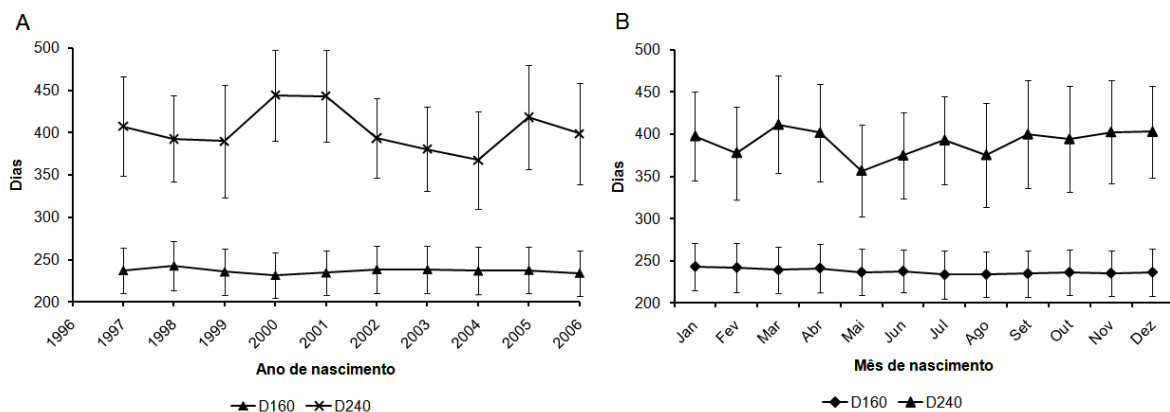 A
500
450
400
350
300
250
200
Dias
1996
1997
1998
1999
2000
2001
2002
2003
2004
2005
2006
Ano de nascimento
D160 D240
B
500
450
400
350
300
250
200
Dias
Jan
Fev
Mar
Abr
Mai
Jun
Jul
Ago
Set
Out
Nov
Dez
Mês de nascimento
D160 D240